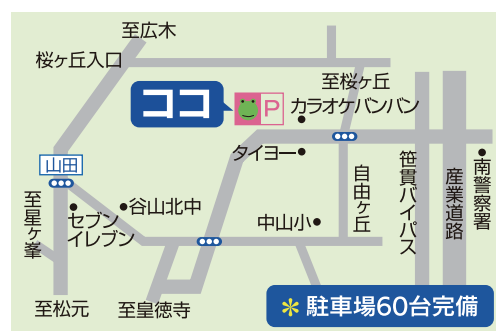 至広木
桜ヶ丘入口
至桜ヶ丘
ココ
P
カラオケバンバン
タイヨー
山田
南警察署
自由ヶ丘
笹貫バイパス
産業道路
至星ヶ峯
セブン
イレブン
谷山北中
中山小
至松元
至皇徳寺
＊駐車場60台完備